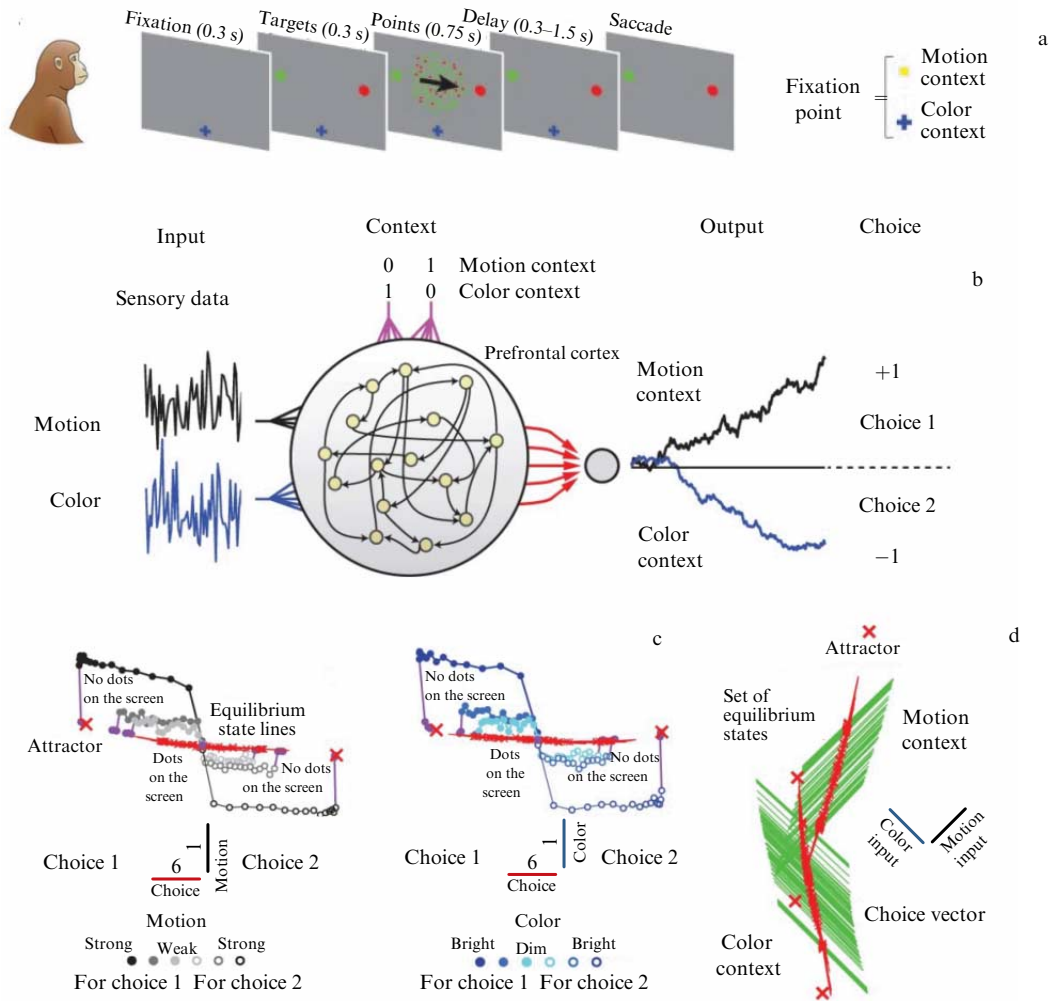 Fixation (0.3 s)
Targets (0.3 s)
Points (0.75 s)
Delay (0.3–1.5 s)
Saccade
a
Fixation
point
=
Motion
context
Color
context
Input
Context
Output
Choice
0 1 Motion context
1 0 Color context
b
Sensory data
Prefrontal cortex
Motion
Color
Motion
context
Color
context
+1
Choice 1
Choice 2
−1
c
No dots
on the screen
Attractor
Equilibrium
state lines
Dots
on the
screen
No dots
on the screen
Choice 1
6
1
Choice
Motion
Choice 2
Motion
Strong Weak Strong
For choice 1 For choice 2
No dots
on the screen
Dots
on the
screen
No dots
on the screen
Choice 1
6
1
Choice
Color
Choice 2
Color
Bright Dim Bright
For choice 1 For choice 2
d
Attractor
Set of
equilibrium
states
Motion
context
Color
input
Motion
input
Choice vector
Color
context